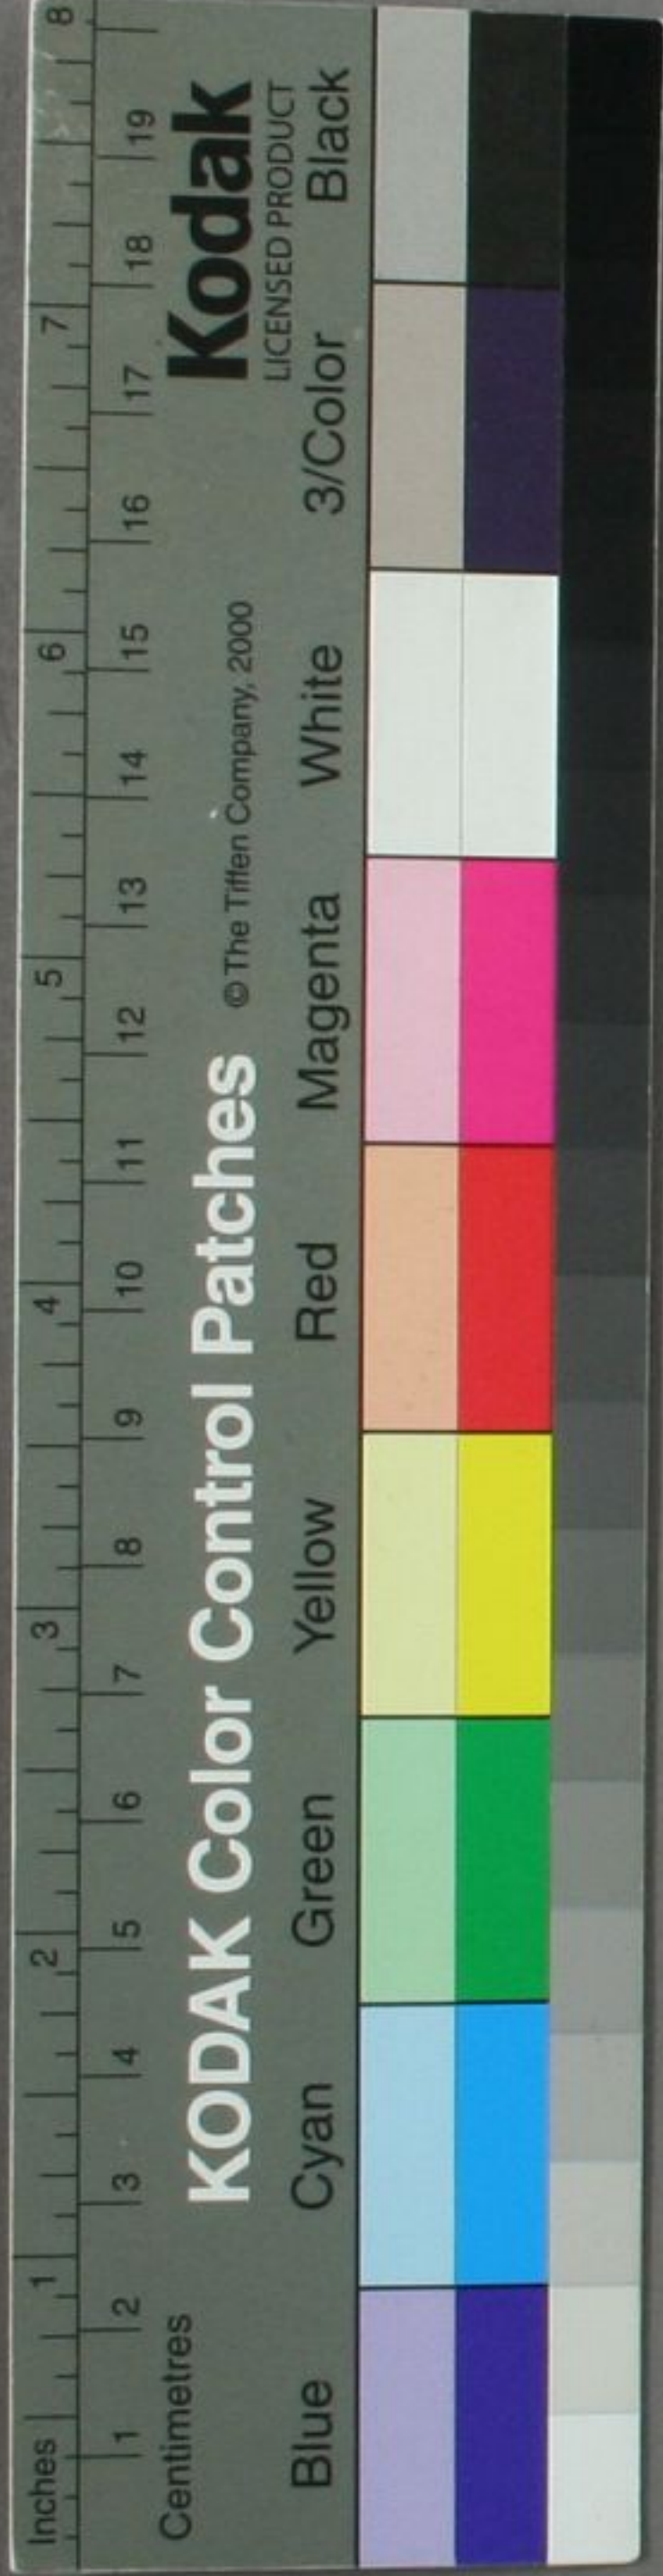 Inches 1 2 3 4 5 6 7 8
1 2 3 4 5 6 7 8 9 10 11 12 13 14 15 16 17 18 19
Centimetres
KODAK Color Control Patches © The Tiffen Company, 2000 Kodak
LICENSED PRODUCT
Blue Cyan Green Yellow Red Magenta White 3/Color Black